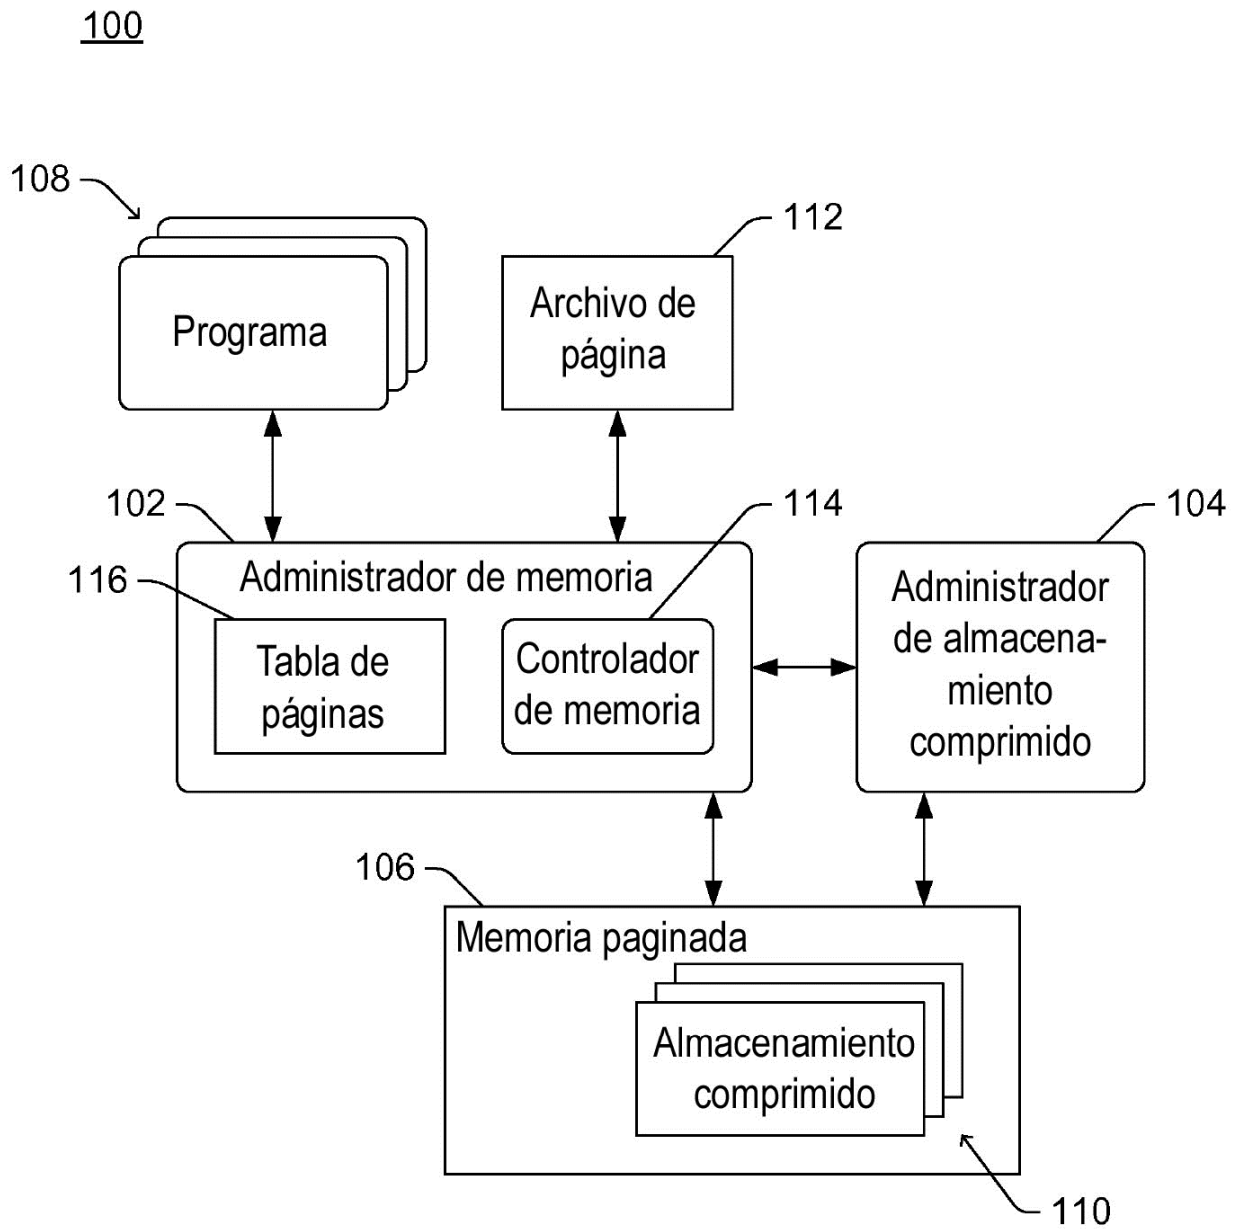 100
108
112
Programa
Archivo de
página
102
114
104
Administrador de memoria
116
Tabla de
páginas
Controlador
de memoria
Administrador
de almacena-
miento
comprimido
106
Memoria paginada
Almacenamiento
comprimido
110